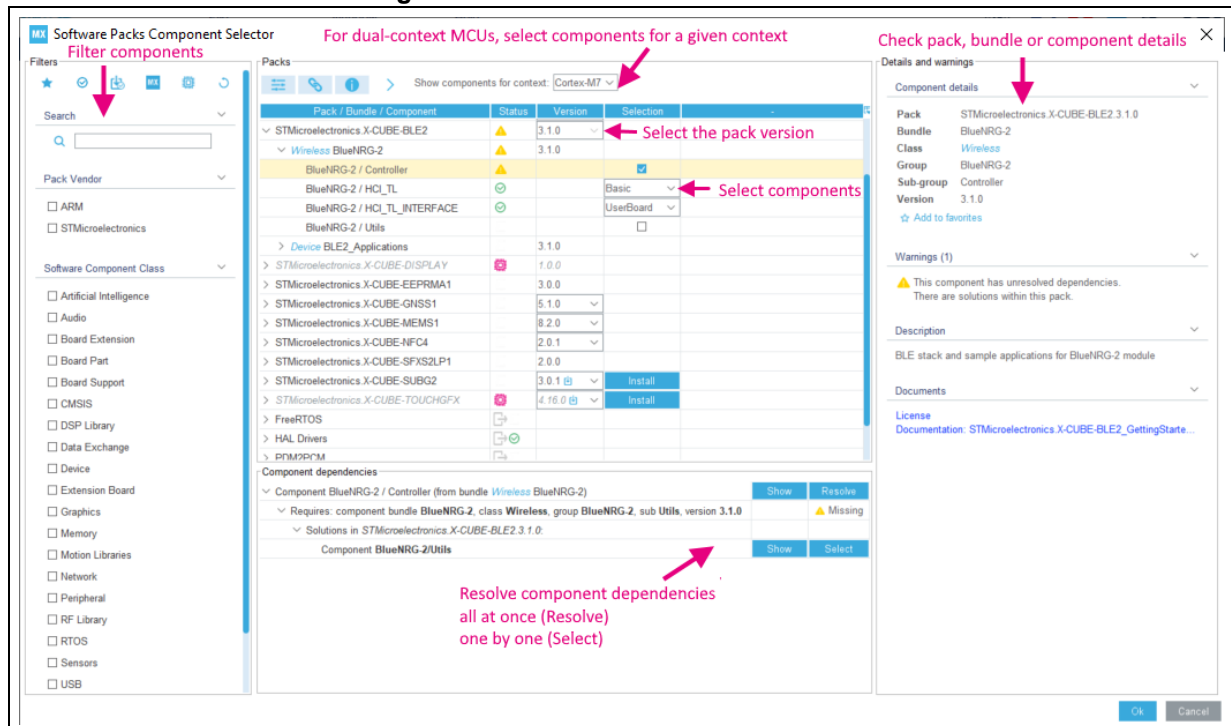 MX Software Packs Component Selector
For dual-context MCUs, select components for a given context
Check pack, bundle or component details
Filter components
Filters
MX
Search
Pack Vendor
ARM
STMicroelectronics
Software Component Class
Artificial Intelligence
Audio
Board Extension
Board Part
Board Support
CMSIS
DSP Library
Data Exchange
Device
Extension Board
Graphics
Memory
Motion Libraries
Network
Peripheral
RF Library
RTOS
Sensors
USB
Packs
Show components for context: Cortex-M7
Pack / Bundle / Component Status Version Selection -
STMicroelectronics.X-CUBE-BLE2 3.1.0
Select the pack version
Wireless BlueNRG-2 3.1.0
BlueNRG-2 / Controller
BlueNRG-2 / HCI_TL Basic
Select components
BlueNRG-2 / HCI_TL_INTERFACE UserBoard
BlueNRG-2 / Utils
Device BLE2_Applications 3.1.0
STMicroelectronics.X-CUBE-DISPLAY 1.0.0
STMicroelectronics.X-CUBE-EEPRMA1 3.0.0
STMicroelectronics.X-CUBE-GNSS1 5.1.0
STMicroelectronics.X-CUBE-MEMS1 8.2.0
STMicroelectronics.X-CUBE-NFC4 2.0.1
STMicroelectronics.X-CUBE-SFXS2LP1 2.0.0
STMicroelectronics.X-CUBE-SUBG2 3.0.1 Install
STMicroelectronics.X-CUBE-TOUCHGFX 4.16.0 Install
FreeRTOS
HAL Drivers
PDM2PCM
Component dependencies
Component BlueNRG-2 / Controller (from bundle Wireless BlueNRG-2) Show Resolve
Requires: component bundle BlueNRG-2, class Wireless, group BlueNRG-2, sub Utils, version 3.1.0 Missing
Solutions in STMicroelectronics.X-CUBE-BLE2.3.1.0:
Component BlueNRG-2/Utils Show Select
Resolve component dependencies
all at once (Resolve)
one by one (Select)
Details and warnings
Component details
Pack STMicroelectronics.X-CUBE-BLE2.3.1.0
Bundle BlueNRG-2
Class Wireless
Group BlueNRG-2
Sub-group Controller
Version 3.1.0
Add to favorites
Warnings (1)
This component has unresolved dependencies.
There are solutions within this pack.
Description
BLE stack and sample applications for BlueNRG-2 module
Documents
License
Documentation: STMicroelectronics.X-CUBE-BLE2_GettingStarte...
Ok Cancel